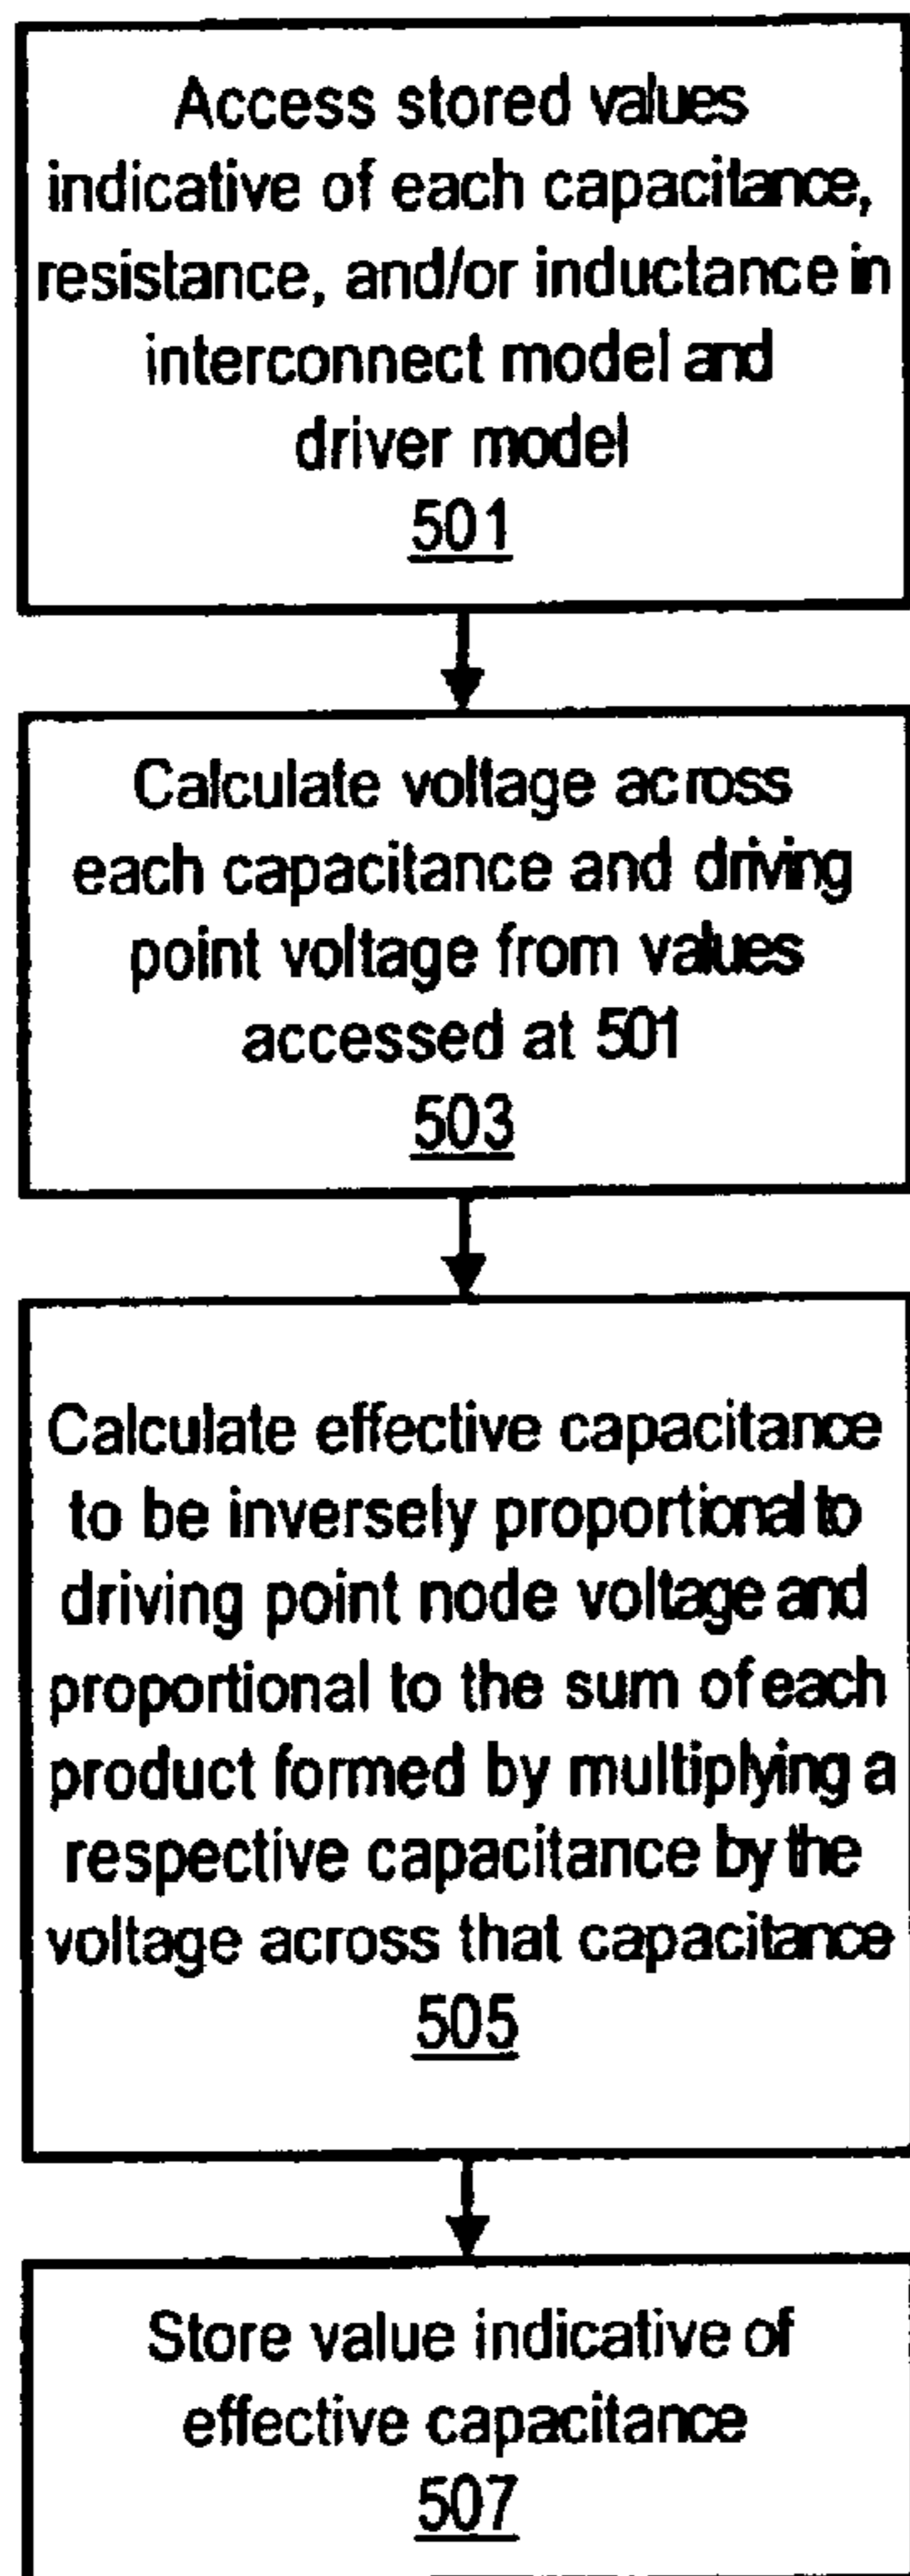 Access stored values
indicative of each capacitance,
resistance, and/or inductance in
interconnect model and
driver model
501
Calculate voltage across
each capacitance and driving
point voltage from values
accessed at 501
503
Calculate effective capacitance
to be inversely proportional to
driving point node voltage and
proportional to the sum of each
product formed by multiplying a
respective capacitance by the
voltage across that capacitance
505
Store value indicative of
effective capacitance
507